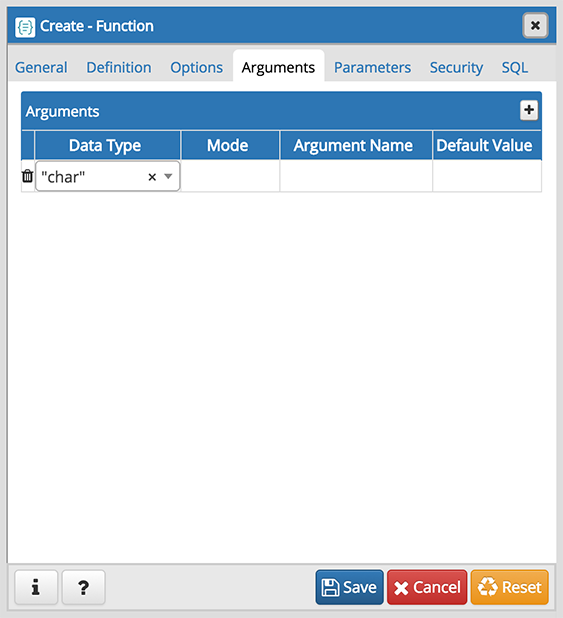 Create - Function
General Definition Options Arguments Parameters Security SQL
Arguments
Data Type Mode Argument Name Default Value
"char"
i ? Save Cancel Reset